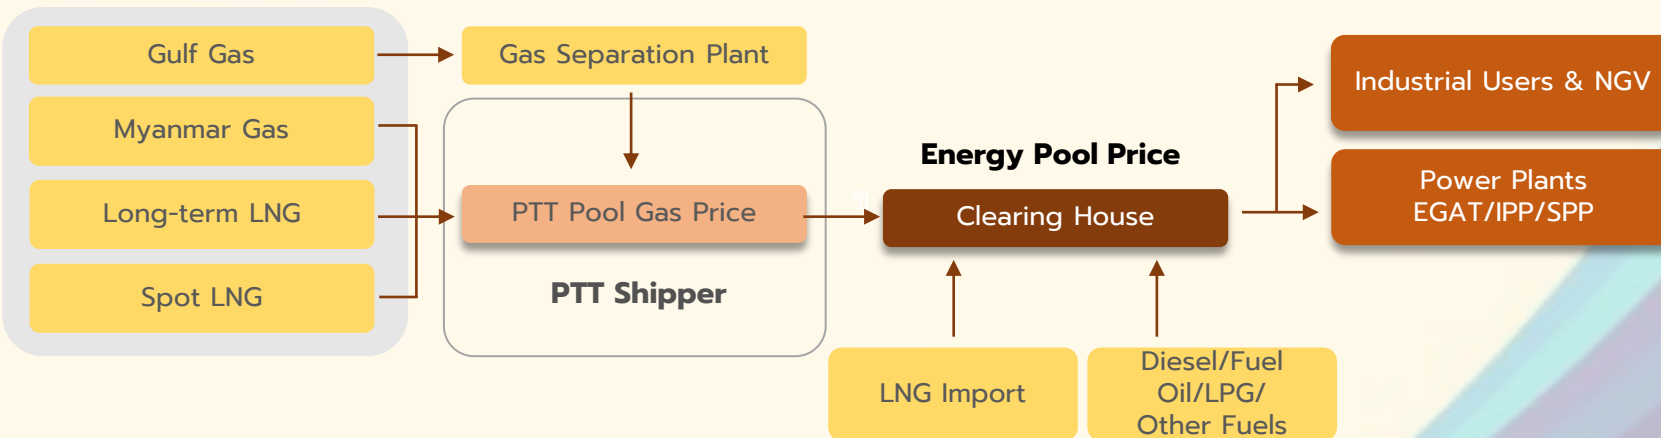 Gulf Gas
Gas Separation Plant
Industrial Users & NGV
Myanmar Gas
Energy Pool Price
Power Plants
EGAT/IPP/SPP
Long-term LNG
PTT Pool Gas Price
Clearing House
Spot LNG
PTT Shipper
LNG Import
Diesel/Fuel
Oil/LPG/
Other Fuels